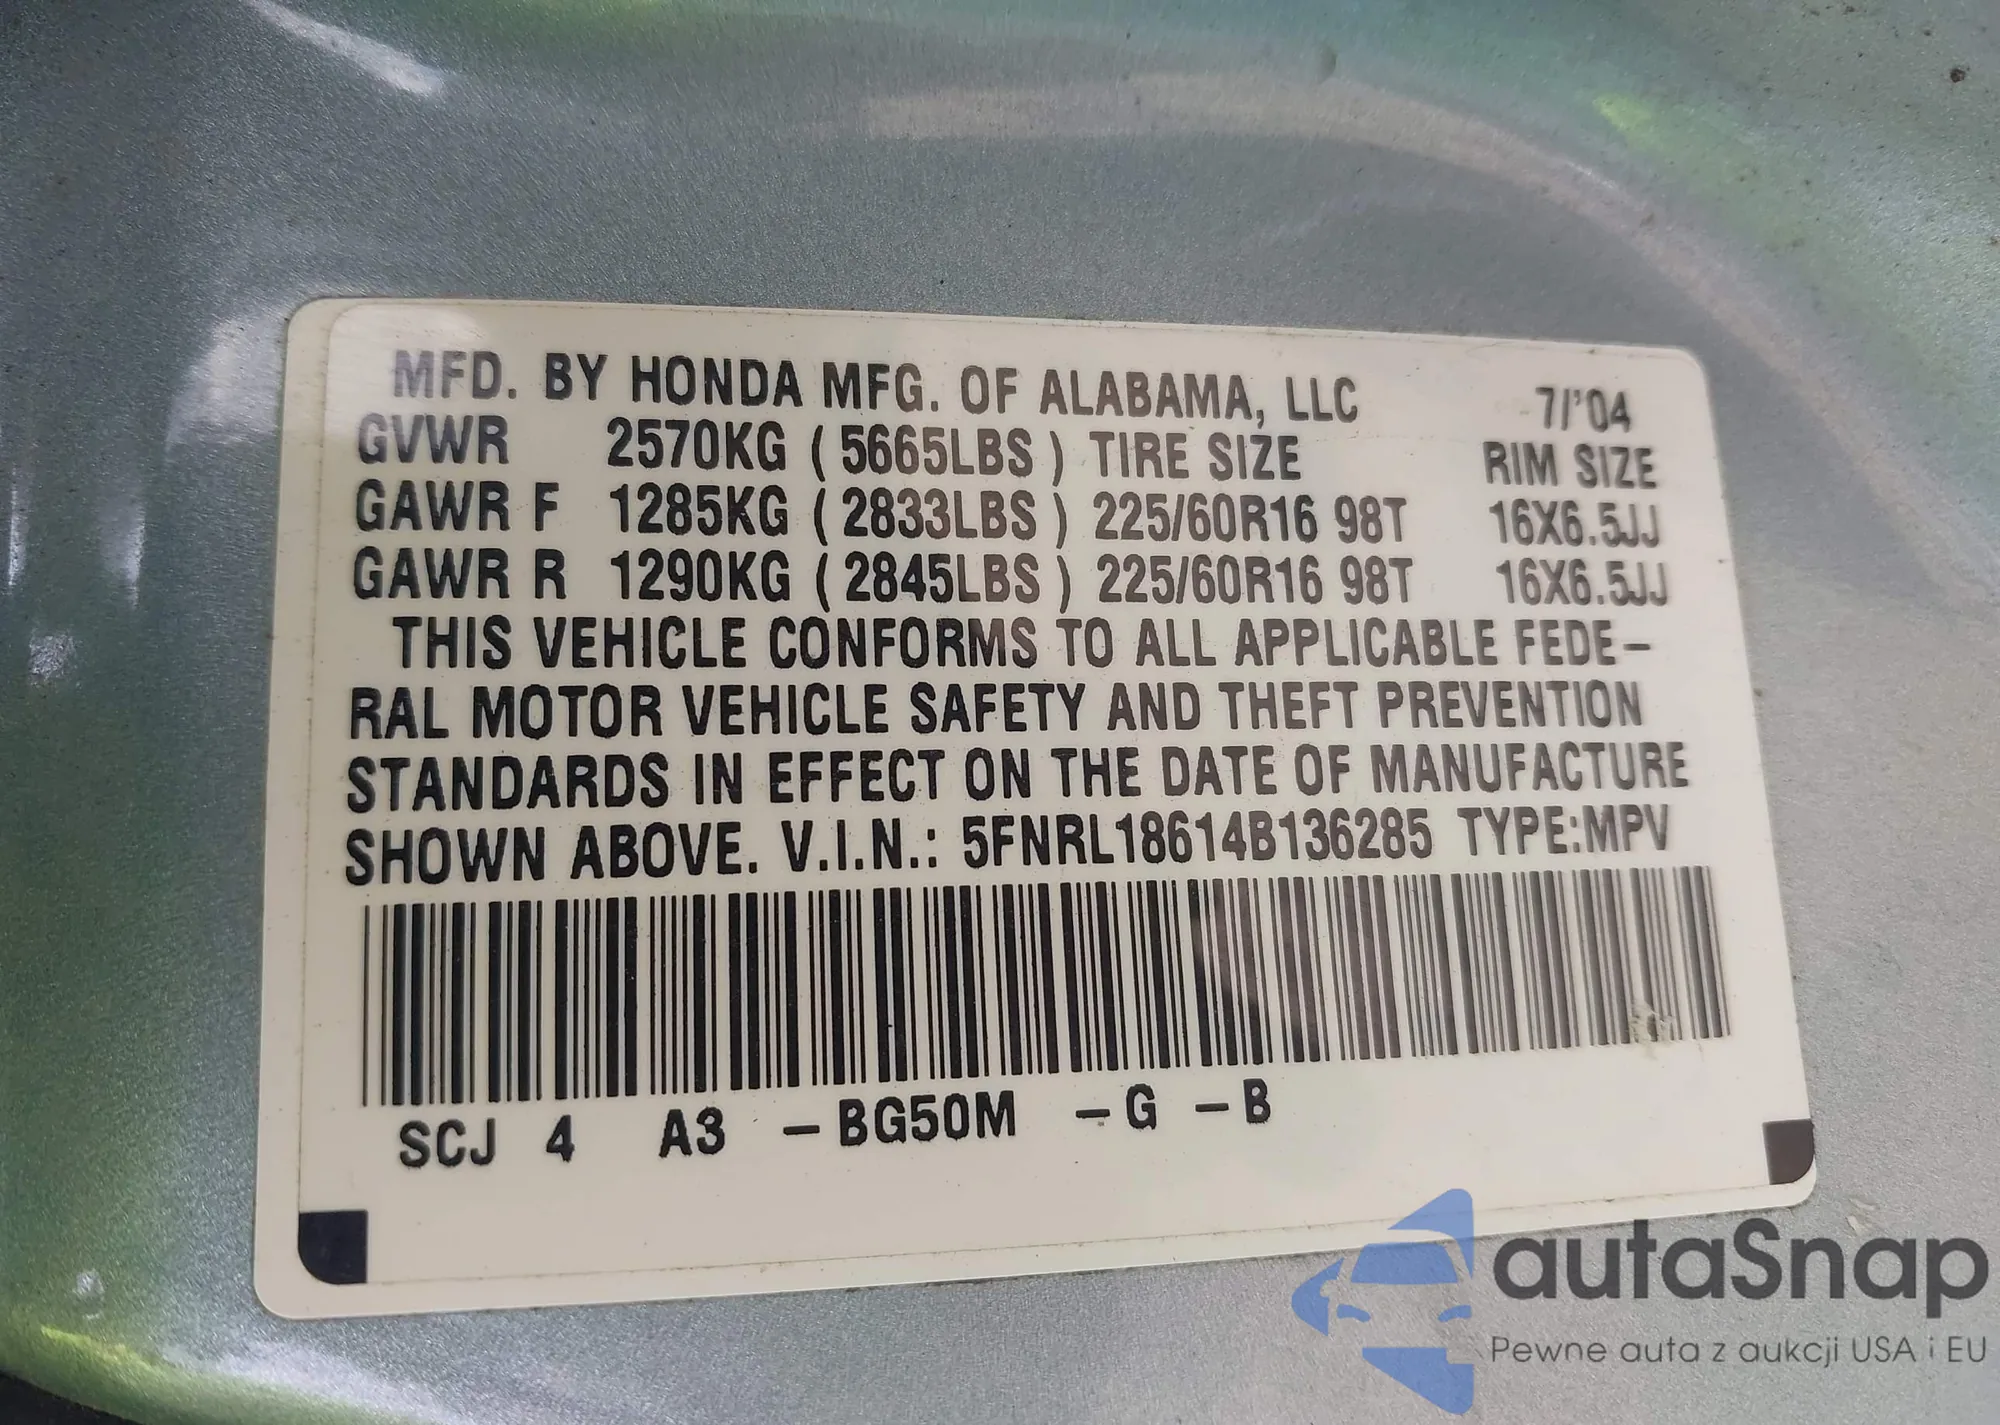 MFD. BY HONDA MFG. OF ALABAMA, LLC 7/'04
GVWR 2570KG ( 5665LBS ) TIRE SIZE RIM SIZE
GAWR F 1285KG ( 2833LBS ) 225/60R16 98T 16X6.5JJ
GAWR R 1290KG ( 2845LBS ) 225/60R16 98T 16X6.5JJ
THIS VEHICLE CONFORMS TO ALL APPLICABLE FEDE-
RAL MOTOR VEHICLE SAFETY AND THEFT PREVENTION
STANDARDS IN EFFECT ON THE DATE OF MANUFACTURE
SHOWN ABOVE. V.I.N.: 5FNRL18614B136285 TYPE:MPV
SCJ 4 A3 -BG50M -G -B
autaSnap
Pewne auta z aukcji USA i EU